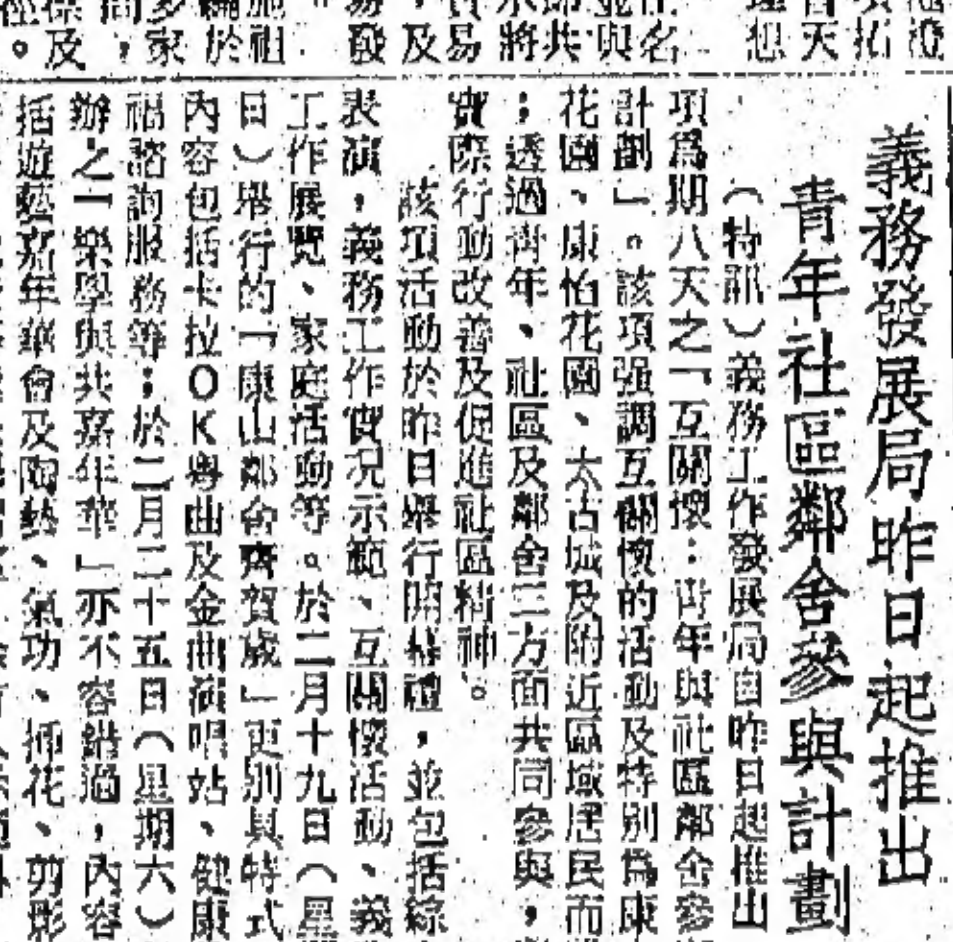 義務發展局昨日起推出
青年社區鄰舍參與計劃
（特訊）義務工作發展局自昨日起推出
項爲期八天之「互關懷：青年與社區鄰舍參
計劃」。該項强調互關懷的活動及特別爲康
花園、康怡花園、太古城及附近區域居民而
；透過青年、社區及鄰舍三方面共同參與，
實際行動改善及促進社區精神。
該項活動於昨日舉行開幕禮，並包括綜
表演，義務工作實況示範、互關懷活動、義
工作展覽、家庭活動等。於二月十九日（星
日）舉行的「康山鄰舍齊賀歲」更別具特式
內容包括卡拉OK粤曲及金曲演唱站、健康
福諮詢服務等；於二月二十五日（星期六）
辦之「樂學與共嘉年華」亦不容錯過，內容
括遊藝嘉年華會及陶藝、氣功、插花、剪影